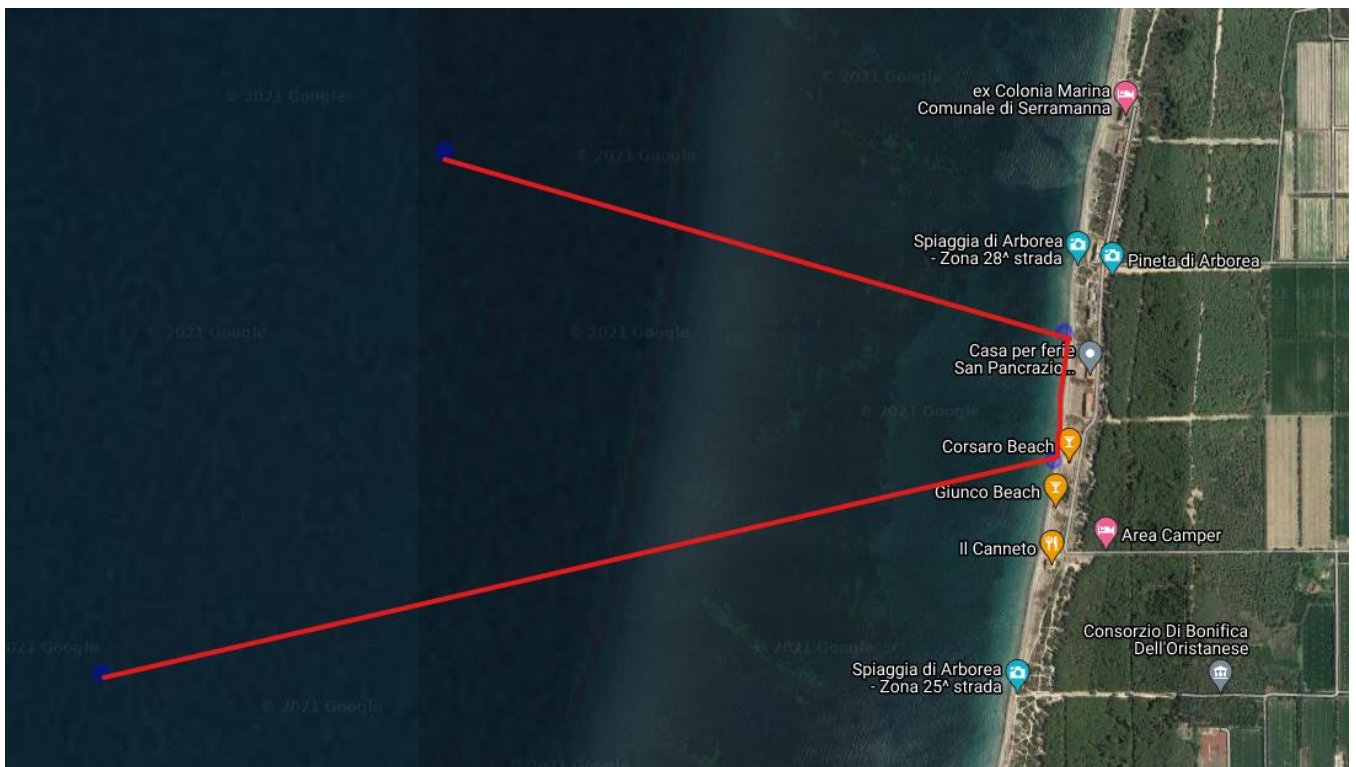 © 2021 Google
© 2021 Google
ex Colonia Marina
Comunale di Serramanna
© 2021 Google
Spiaggia di Arborea
- Zona 28^ strada
Pineta di Arborea
© 2021 Google
© 2021 Google
Casa per ferie
San Pancrazio...
© 2021 Google
Corsaro Beach
Giunco Beach
Area Camper
Il Canneto
Consorzio Di Bonifica
Dell'Oristanese
2021 Google
© 2021 Google
Spiaggia di Arborea
- Zona 25^ strada
© 2021 Google